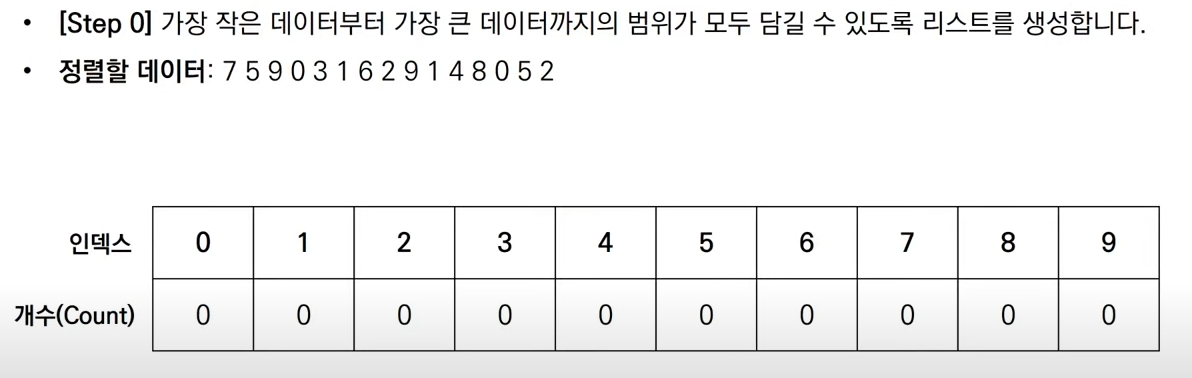 • [Step 0] 가장 작은 데이터부터 가장 큰 데이터까지의 범위가 모두 담길 수 있도록 리스트를 생성합니다.
• 정렬할 데이터: 7 5 9 0 3 1 6 2 9 1 4 8 0 5 2
인덱스 0 1 2 3 4 5 6 7 8 9
개수(Count) 0 0 0 0 0 0 0 0 0 0